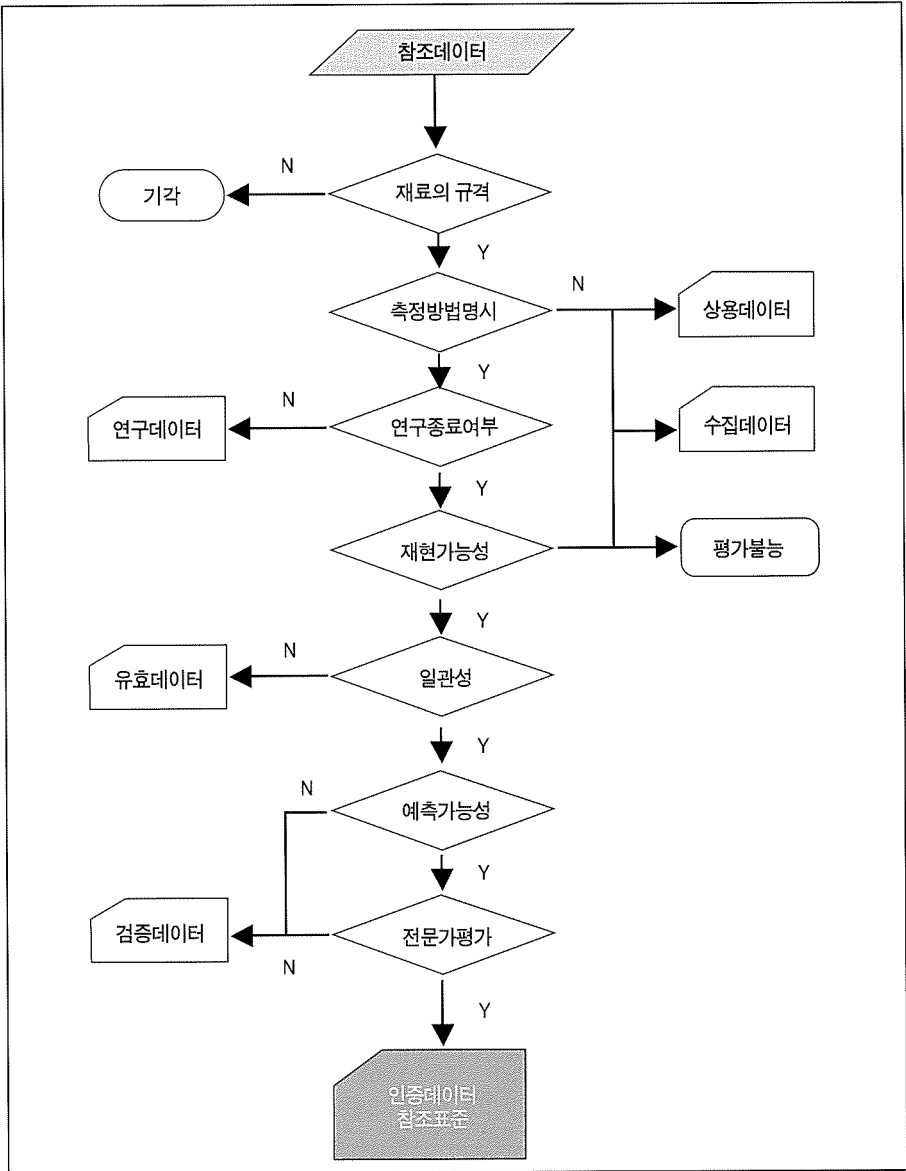 참조데이터
N
기각
재료의 규격
Y
N
측정방법명시
상용데이터
Y
N
연구데이터
연구종료여부
수집데이터
Y
재현가능성
평가불능
Y
N
유효데이터
일관성
Y
N
예측가능성
Y
검증데이터
전문가평가
N
Y
인증데이터
참조표준